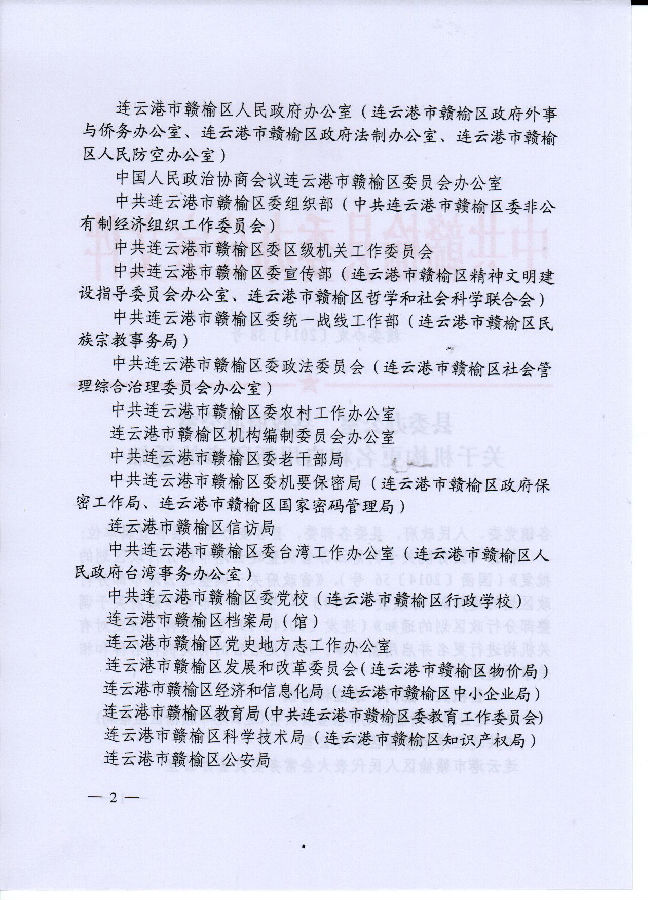 连云港市赣榆区人民政府办公室（连云港市赣榆区政府外事
与侨务办公室、连云港市赣榆区政府法制办公室、连云港市赣榆
区人民防空办公室）
中国人民政治协商会议连云港市赣榆区委员会办公室
中共连云港市赣榆区委组织部（中共连云港市赣榆区委非公
有制经济组织工作委员会）
中共连云港市赣榆区委区级机关工作委员会
中共连云港市赣榆区委宣传部（连云港市赣榆区精神文明建
设指导委员会办公室、连云港市赣榆区哲学和社会科学联合会）
中共连云港市赣榆区委统一战线工作部（连云港市赣榆区民
族宗教事务局）
中共连云港市赣榆区委政法委员会（连云港市赣榆区社会管
理综合治理委员会办公室）
中共连云港市赣榆区委农村工作办公室
连云港市赣榆区机构编制委员会办公室
中共连云港市赣榆区委老干部局
中共连云港市赣榆区委机要保密局（连云港市赣榆区政府保
密工作局、连云港市赣榆区国家密码管理局）
连云港市赣榆区信访局
中共连云港市赣榆区委台湾工作办公室（连云港市赣榆区人
民政府台湾事务办公室）
中共连云港市赣榆区委党校（连云港市赣榆区行政学校）
连云港市赣榆区档案局（馆）
连云港市赣榆区党史地方志工作办公室
连云港市赣榆区发展和改革委员会(连云港市赣榆区物价局)
连云港市赣榆区经济和信息化局(连云港市赣榆区中小企业局)
连云港市赣榆区教育局(中共连云港市赣榆区委教育工作委员会)
连云港市赣榆区科学技术局（连云港市赣榆区知识产权局）
连云港市赣榆区公安局
— 2 —